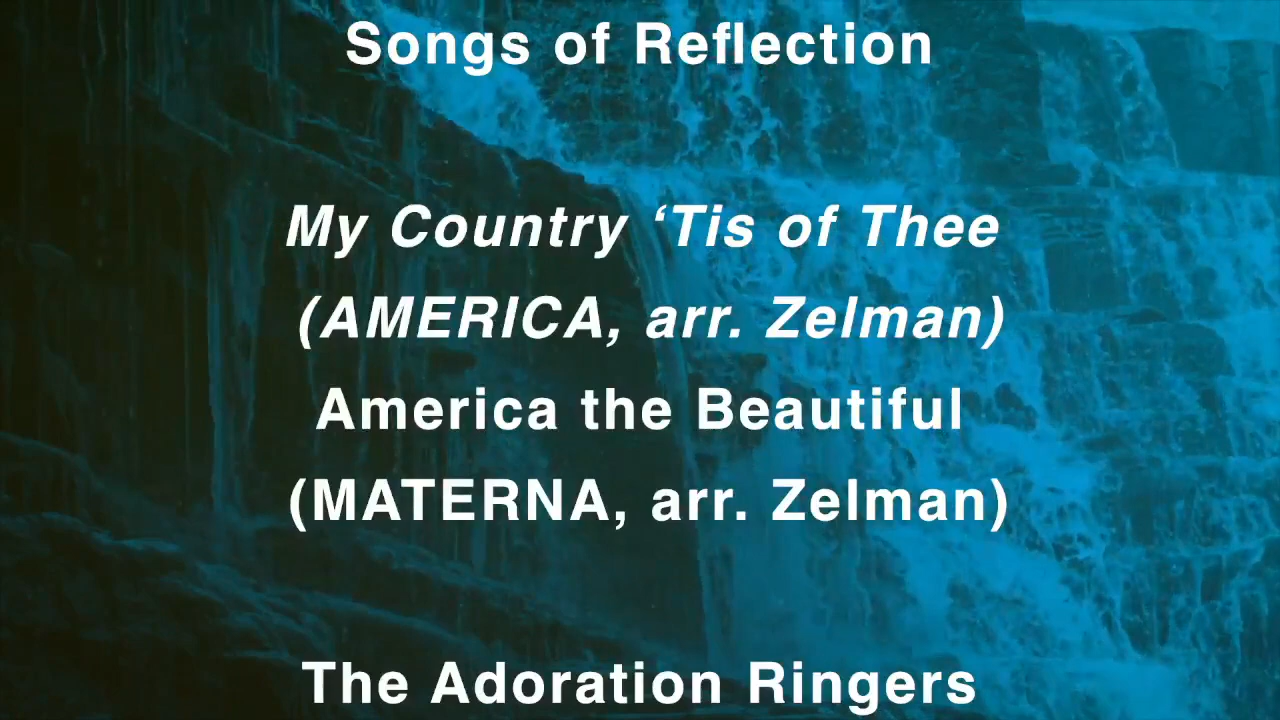 Songs of Reflection
My Country ‘Tis of Thee
(AMERICA, arr. Zelman)
America the Beautiful
(MATERNA, arr. Zelman)
The Adoration Ringers